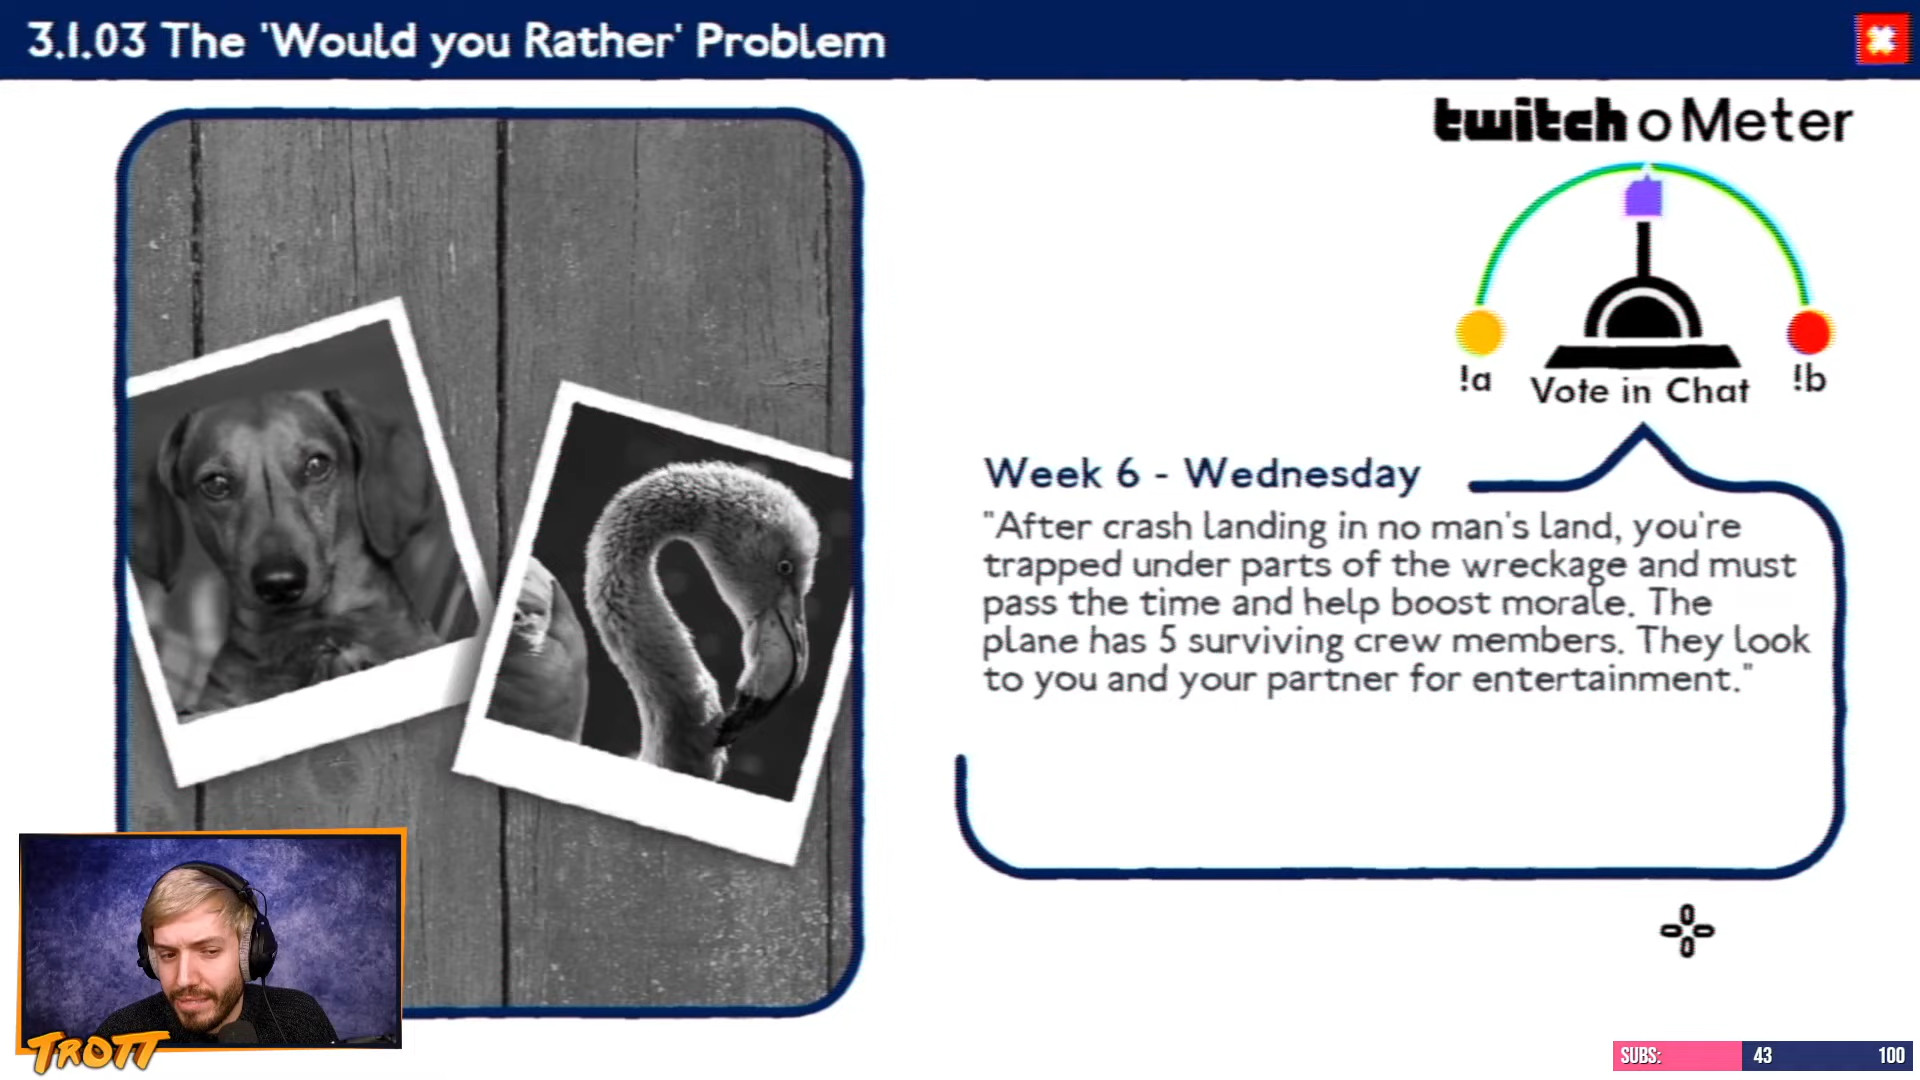 3.1.03 The 'Would you Rather' Problem
twitch o Meter
!a
Vote in Chat
!b
Week 6 - Wednesday
"After crash landing in no man's land, you're
trapped under parts of the wreckage and must
pass the time and help boost morale. The
plane has 5 surviving crew members. They look
to you and your partner for entertainment."
TROTT
SUBS: 43 100